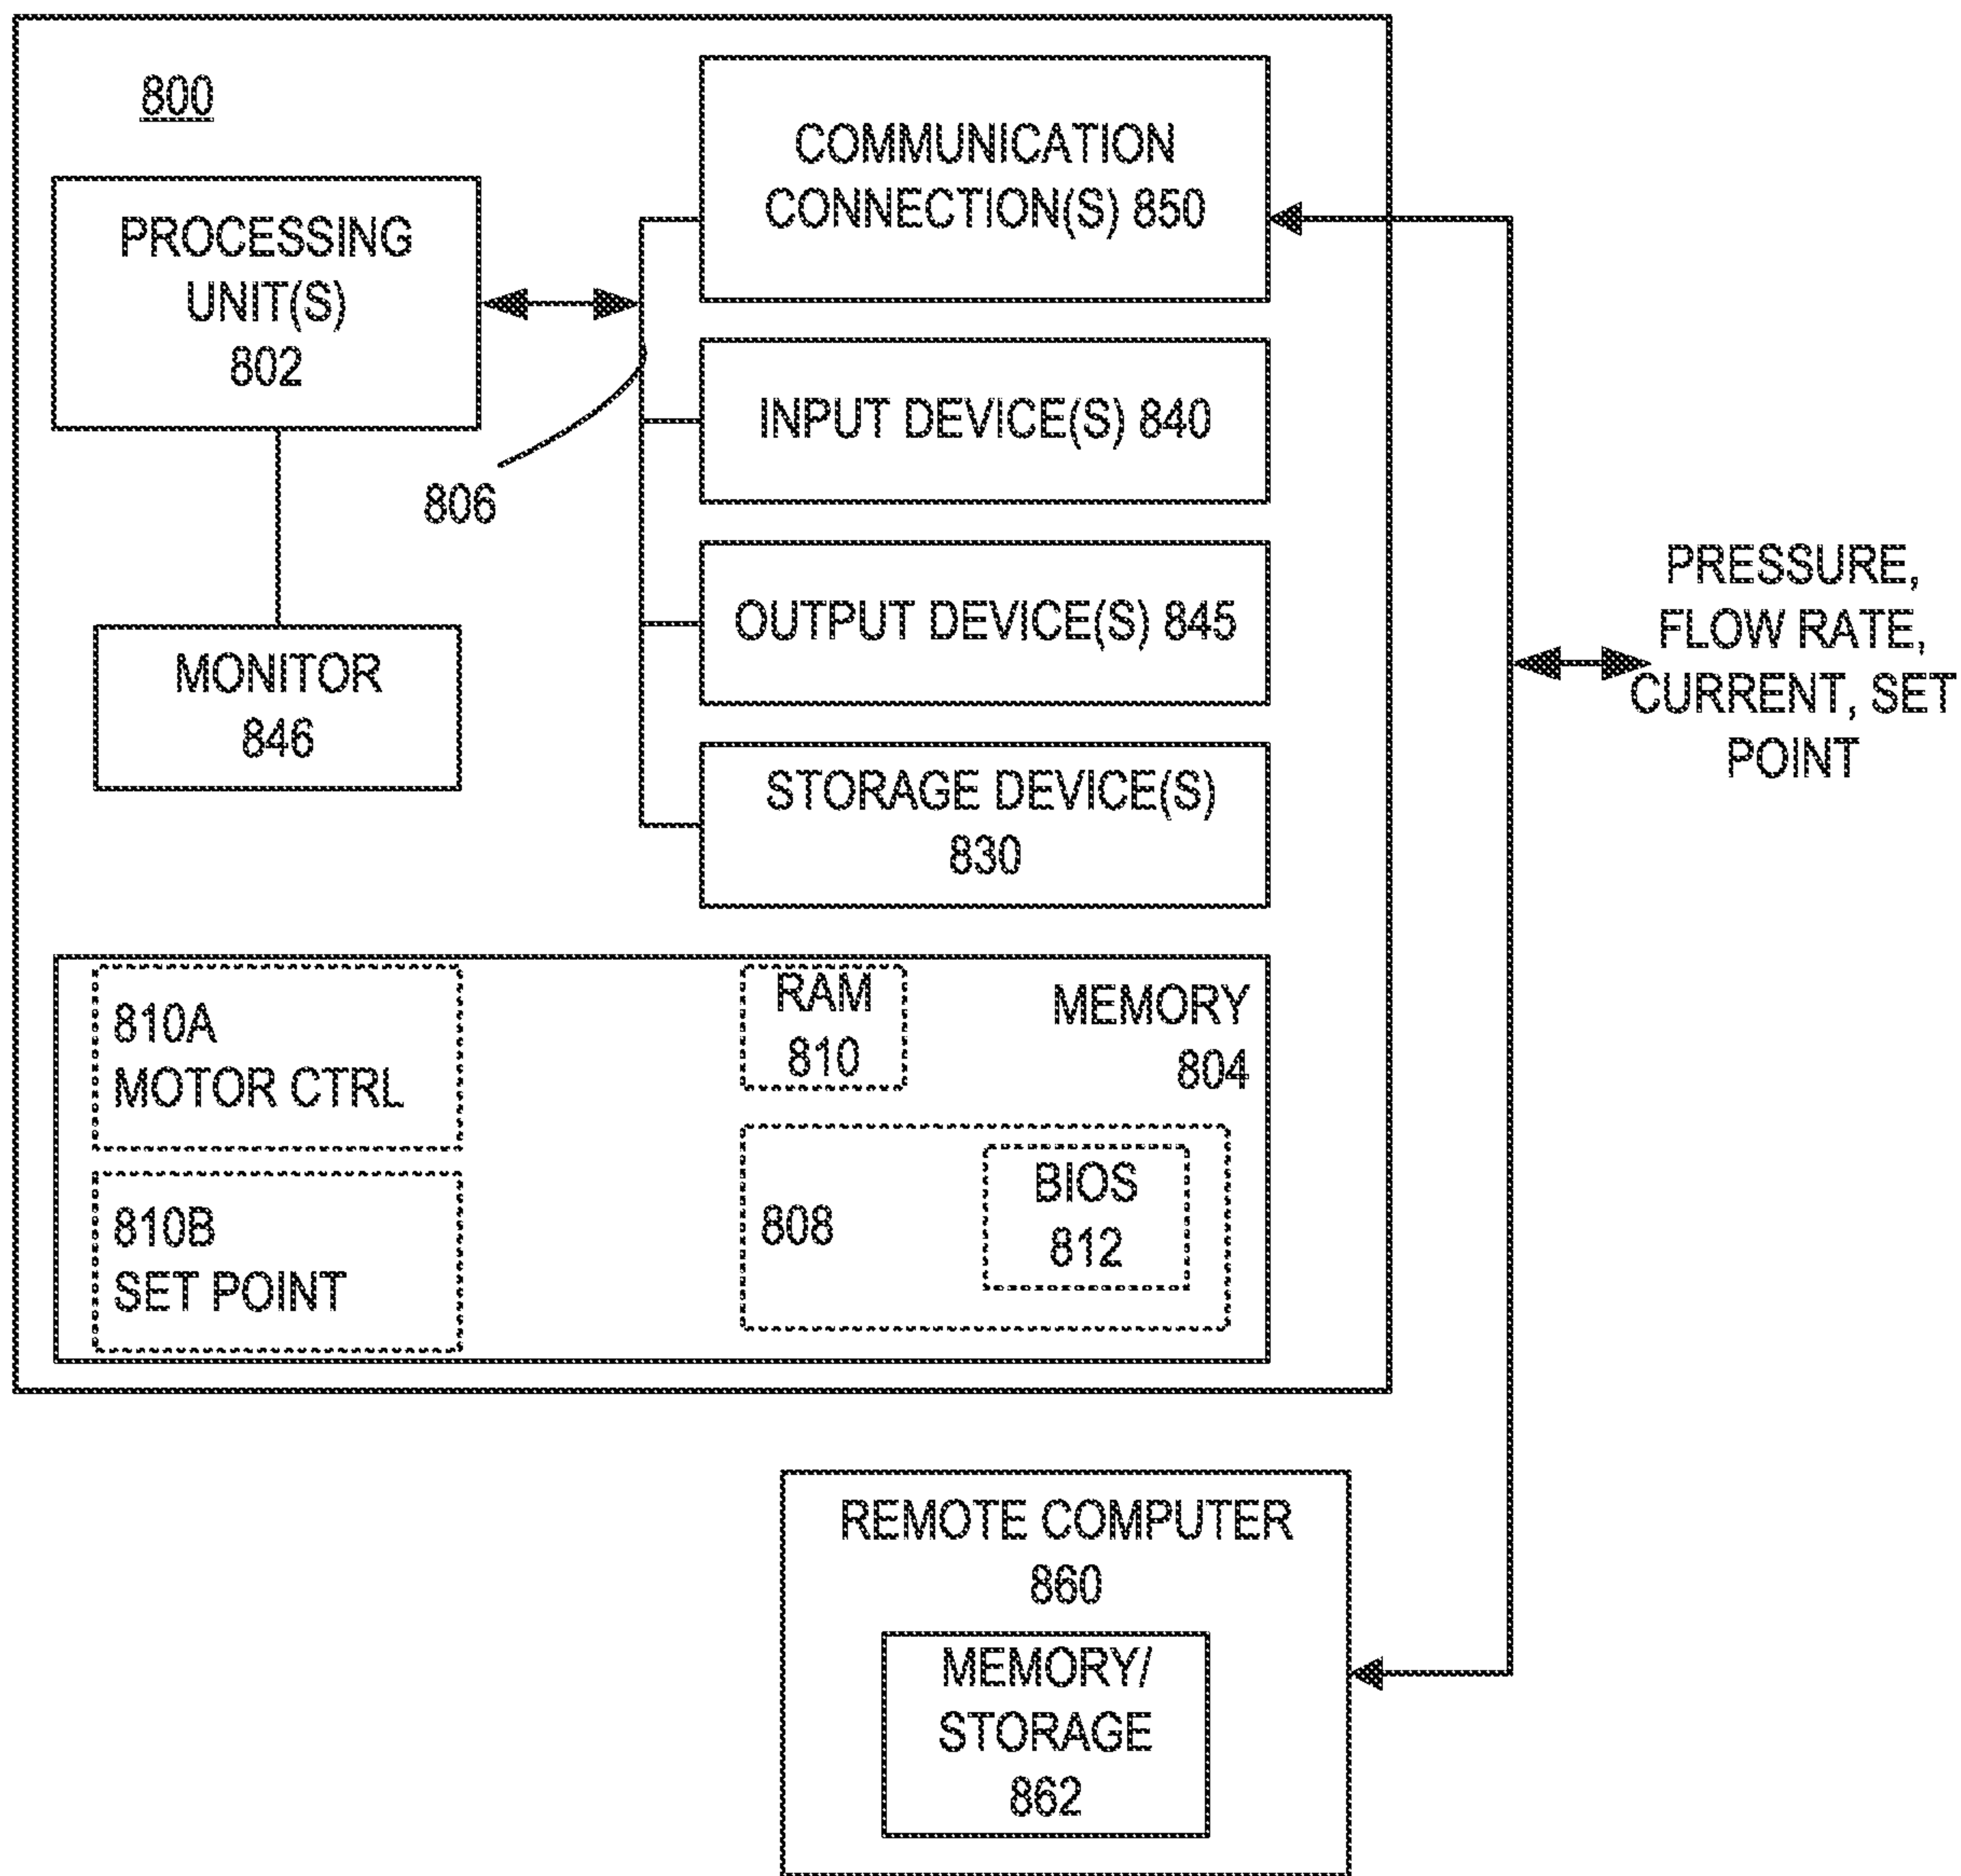 800
COMMUNICATION
CONNECTION(S) 850
PROCESSING
UNIT(S)
802
INPUT DEVICE(S) 840
806
OUTPUT DEVICE(S) 845
MONITOR
846
STORAGE DEVICE(S)
830
PRESSURE,
FLOW RATE,
CURRENT, SET
POINT
810A
MOTOR CTRL
RAM
810
MEMORY
804
810B
SET POINT
808
BIOS
812
REMOTE COMPUTER
860
MEMORY/
STORAGE
862